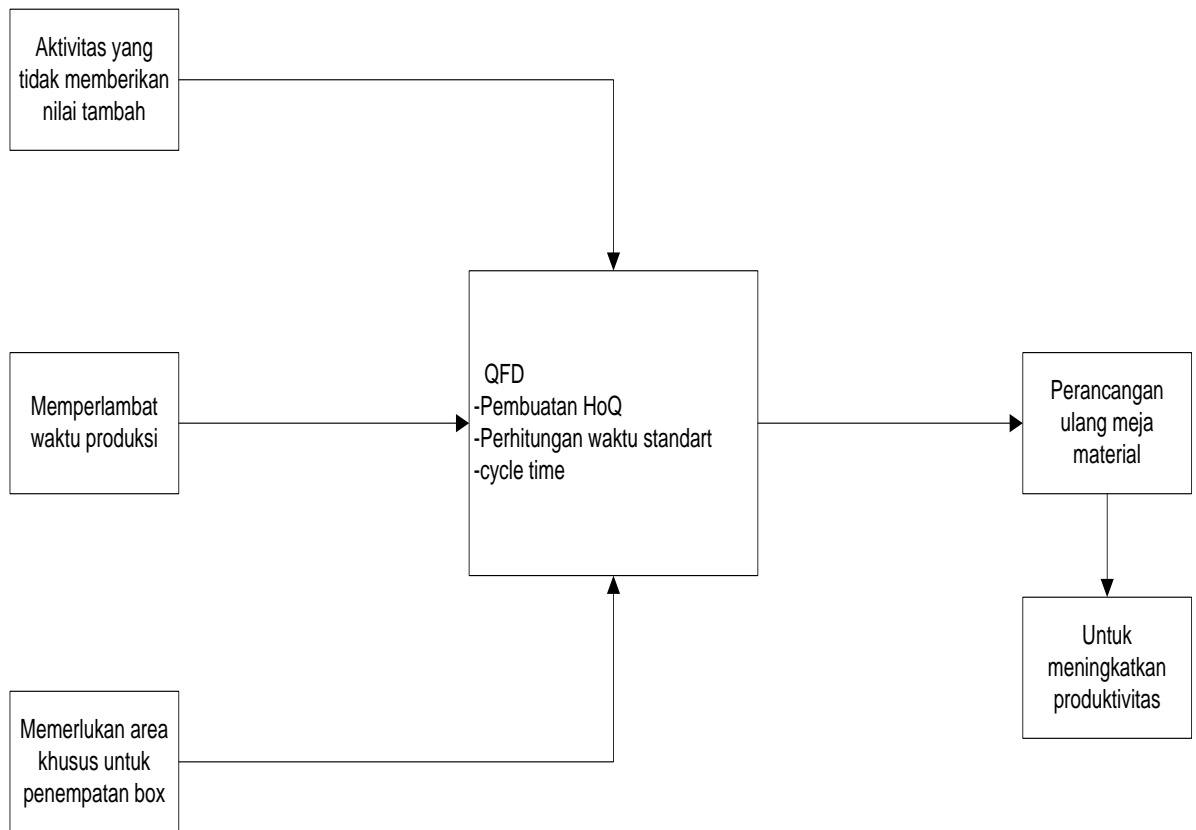 Aktivitas yang
tidak memberikan
nilai tambah
Memperlambat
waktu produksi
Memerlukan area
khusus untuk
penempatan box
QFD
-Pembuatan HoQ
-Perhitungan waktu standart
-cycle time
Perancangan
ulang meja
material
Untuk
meningkatkan
produktivitas